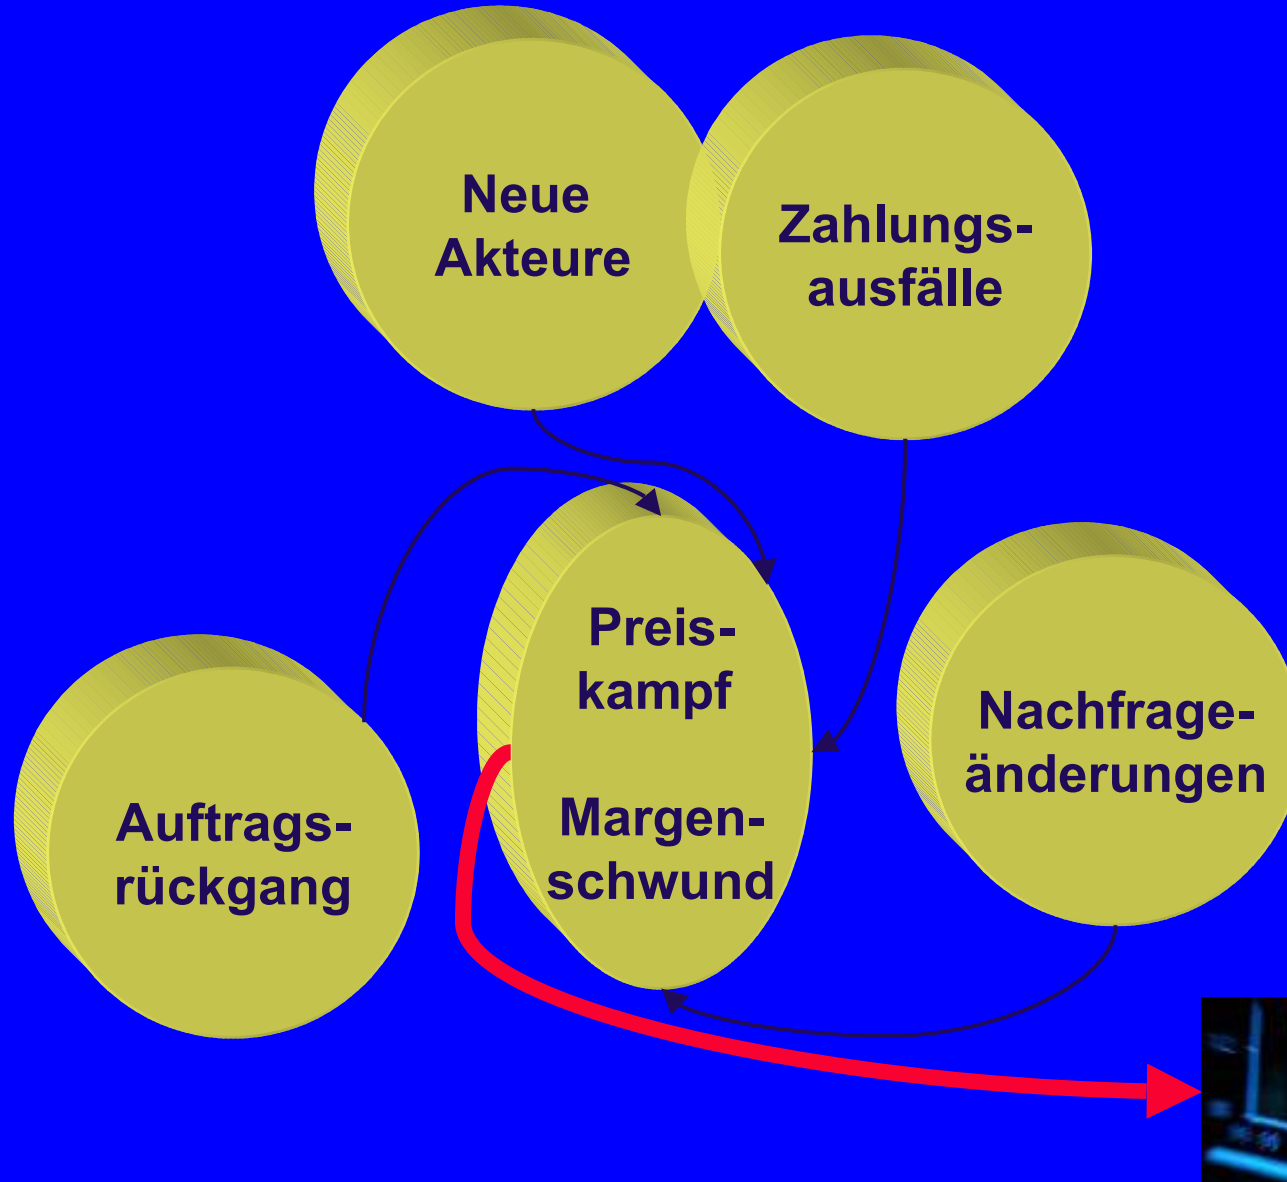 Neue
Akteure
Zahlungs-
ausfälle
Preis-
kampf
Margen-
schwund
Nachfrage-
änderungen
Auftrags-
rückgang